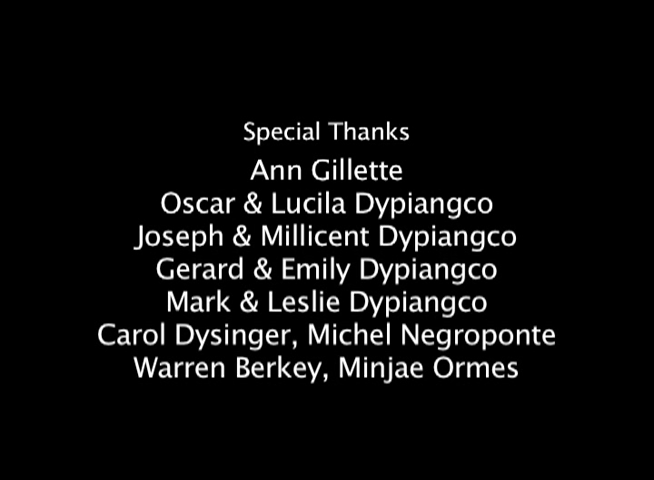 Special Thanks
Ann Gillette
Oscar & Lucila Dypiangco
Joseph & Millicent Dypiangco
Gerard & Emily Dypiangco
Mark & Leslie Dypiangco
Carol Dysinger, Michel Negroponte
Warren Berkey, Minjae Ormes